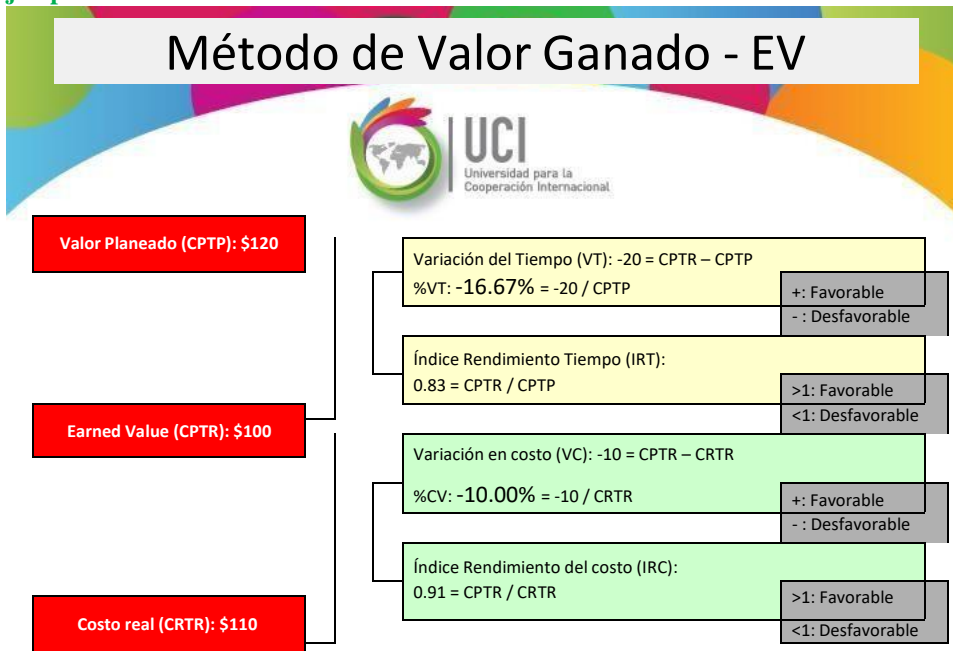 Método de Valor Ganado - EV
UCI
Universidad para la
Cooperación Internacional
Valor Planeado (CPTP): $120
Variación del Tiempo (VT): -20 = CPTR – CPTP
%VT: -16.67% = -20 / CPTP
+: Favorable
- : Desfavorable
Índice Rendimiento Tiempo (IRT):
0.83 = CPTR / CPTP
>1: Favorable
<1: Desfavorable
Earned Value (CPTR): $100
Variación en costo (VC): -10 = CPTR – CRTR
%CV: -10.00% = -10 / CRTR
+: Favorable
- : Desfavorable
Índice Rendimiento del costo (IRC):
0.91 = CPTR / CRTR
>1: Favorable
<1: Desfavorable
Costo real (CRTR): $110